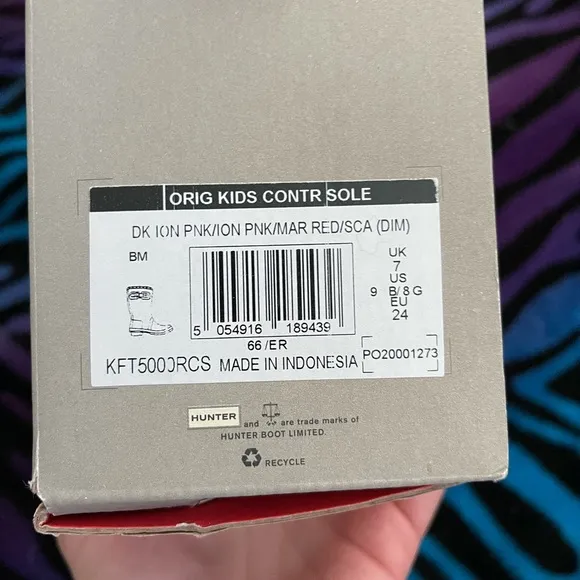 ORIG KIDS CONTR SOLE
DK ION PNK/ION PNK/MAR RED/SCA (DIM)
BM
UK
7
US
9 B/ 8 G
EU
24
5 054916 189439
66 /ER
KFT5000RCS MADE IN INDONESIA
PO20001273
HUNTER and are trade marks of
HUNTER BOOT LIMITED.
RECYCLE